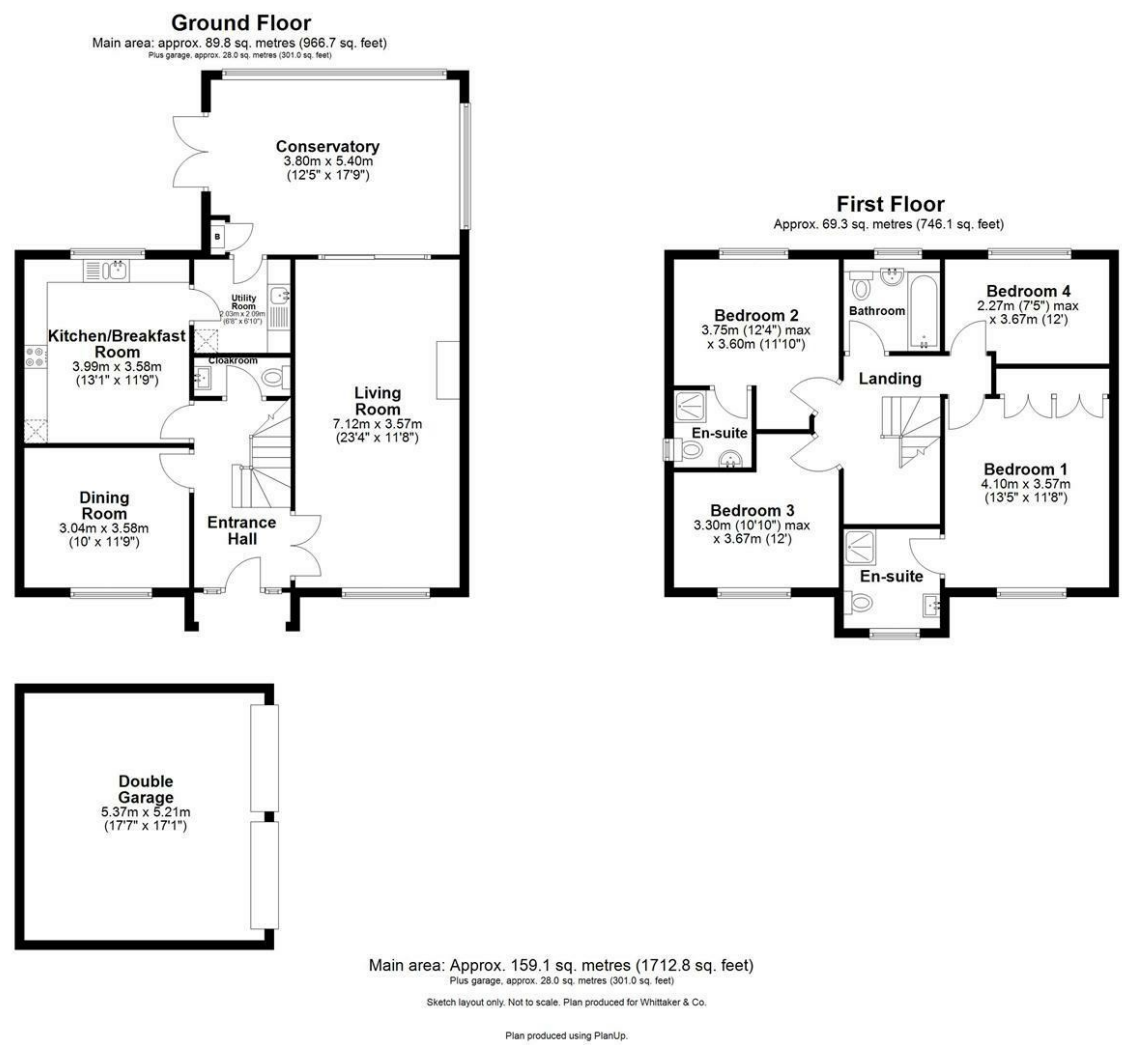 Ground Floor
Main area: approx. 89.8 sq. metres (966.7 sq. feet)
Plus garage, approx. 28.0 sq. metres (301.0 sq. feet)
Conservatory
3.80m x 5.40m
(12'5" x 17'9")
B
Utility
Room
2.03m x 2.09m
(6'8" x 6'10")
Kitchen/Breakfast
Room
3.99m x 3.58m
(13'1" x 11'9")
Cloakroom
Living
Room
7.12m x 3.57m
(23'4" x 11'8")
Dining
Room
3.04m x 3.58m
(10' x 11'9")
Entrance
Hall
Double
Garage
5.37m x 5.21m
(17'7" x 17'1")
First Floor
Approx. 69.3 sq. metres (746.1 sq. feet)
Bedroom 2
3.75m (12'4") max
x 3.60m (11'10")
Bathroom
Bedroom 4
2.27m (7'5") max
x 3.67m (12')
Landing
En-suite
Bedroom 1
4.10m x 3.57m
(13'5" x 11'8")
Bedroom 3
3.30m (10'10") max
x 3.67m (12')
En-suite
Main area: Approx. 159.1 sq. metres (1712.8 sq. feet)
Plus garage, approx. 28.0 sq. metres (301.0 sq. feet)
Sketch layout only. Not to scale. Plan produced for Whittaker & Co.
Plan produced using PlanUp.